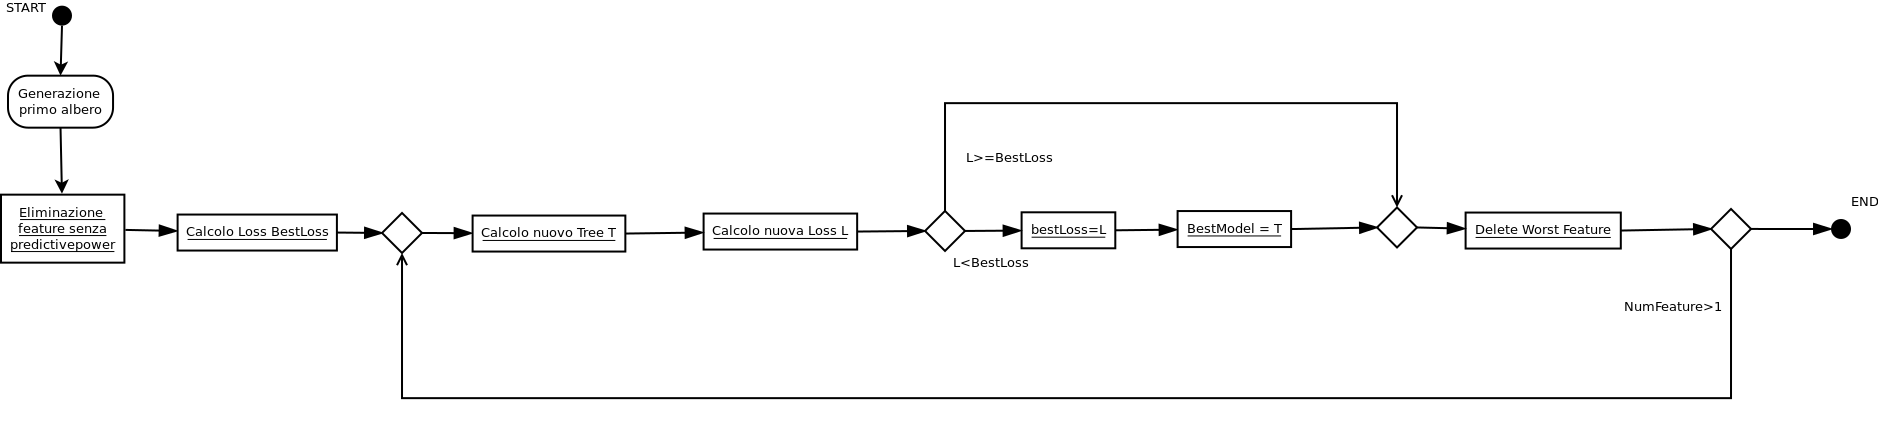 START
Generazione
primo albero
Eliminazione
feature senza
predictivepower
Calcolo Loss BestLoss
Calcolo nuovo Tree T
Calcolo nuova Loss L
L>=BestLoss
L<BestLoss
bestLoss=L
BestModel = T
Delete Worst Feature
NumFeature>1
END